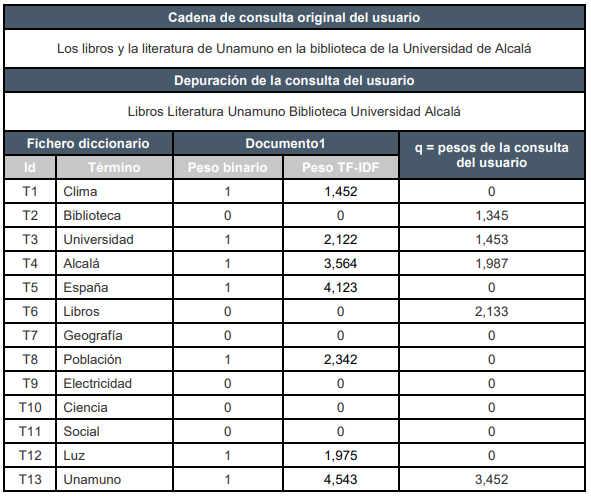 Cadena de consulta original del usuario
Los libros y la literatura de Unamuno en la biblioteca de la Universidad de Alcalá
Depuración de la consulta del usuario
Libros Literatura Unamuno Biblioteca Universidad Alcalá
Fichero diccionario Documento1 q = pesos de la consulta del usuario
Id Término Peso binario Peso TF-IDF
T1 Clima 1 1,452 0
T2 Biblioteca 0 0 1,345
T3 Universidad 1 2,122 1,453
T4 Alcalá 1 3,564 1,987
T5 España 1 4,123 0
T6 Libros 0 0 2,133
T7 Geografía 0 0 0
T8 Población 1 2,342 0
T9 Electricidad 0 0 0
T10 Ciencia 0 0 0
T11 Social 0 0 0
T12 Luz 1 1,975 0
T13 Unamuno 1 4,543 3,452